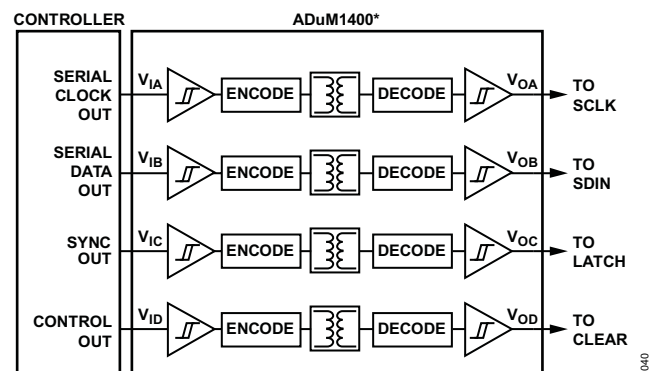 CONTROLLER
ADuM1400*
SERIAL
CLOCK
OUT
VIA
ENCODE
DECODE
VOA
TO
SCLK
SERIAL
DATA
OUT
VIB
ENCODE
DECODE
VOB
TO
SDIN
SYNC
OUT
VIC
ENCODE
DECODE
VOC
TO
LATCH
CONTROL
OUT
VID
ENCODE
DECODE
VOD
TO
CLEAR
040